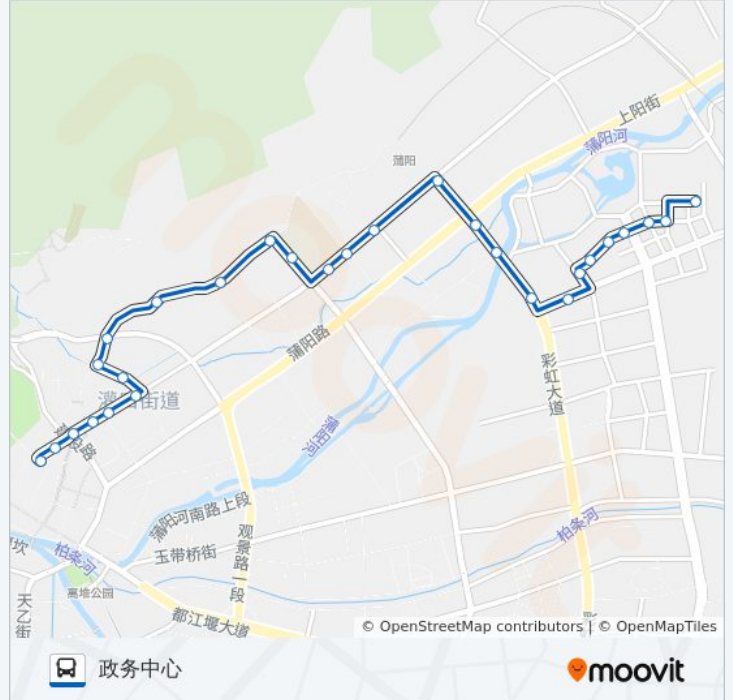 上阳街
蒲阳河
蒲阳
蒲阳路
彩虹大道
灌口街道
蒲阳河
蒲阳河南路上段
观景路一段
玉带桥街
柏条河
柏条河
高埝公园
天乙街
都江堰大道
© OpenStreetMap contributors | © OpenMapTiles
政务中心
moovit